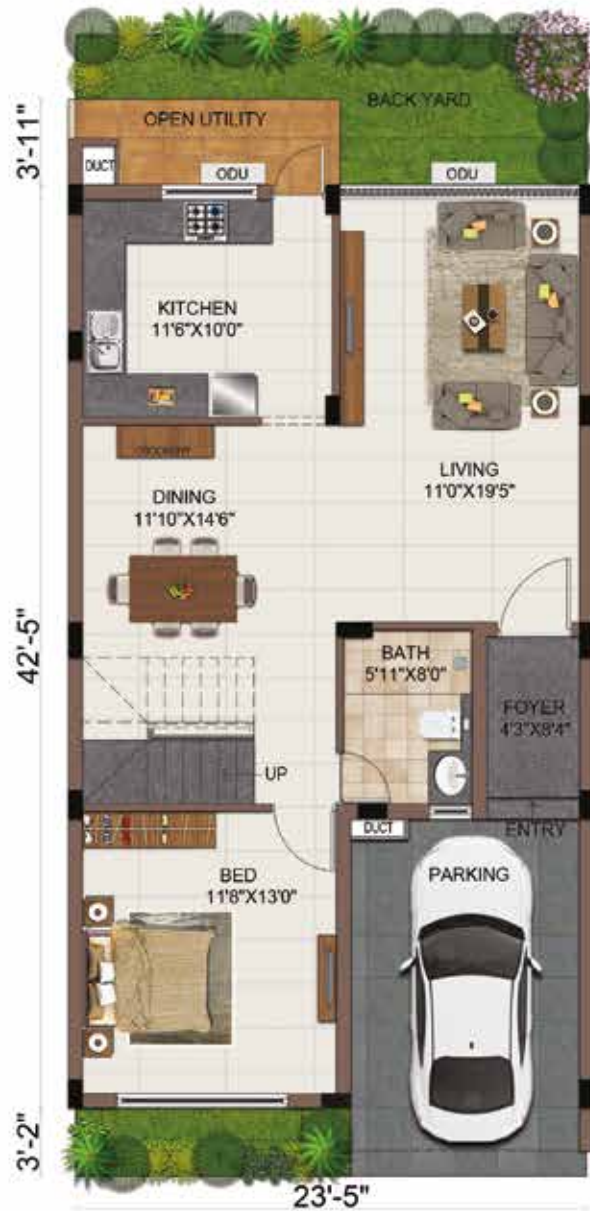 BACK YARD
3'-11"
OPEN UTILITY
DUCT
ODU
ODU
KITCHEN
11'6"X10'0"
CROCKERY
LIVING
11'0"X19'5"
DINING
11'10"X14'6"
42'-5"
BATH
5'11"X8'0"
FOYER
4'3"X8'4"
UP
DUCT
ENTRY
BED
11'8"X13'0"
PARKING
3'-2"
23'-5"